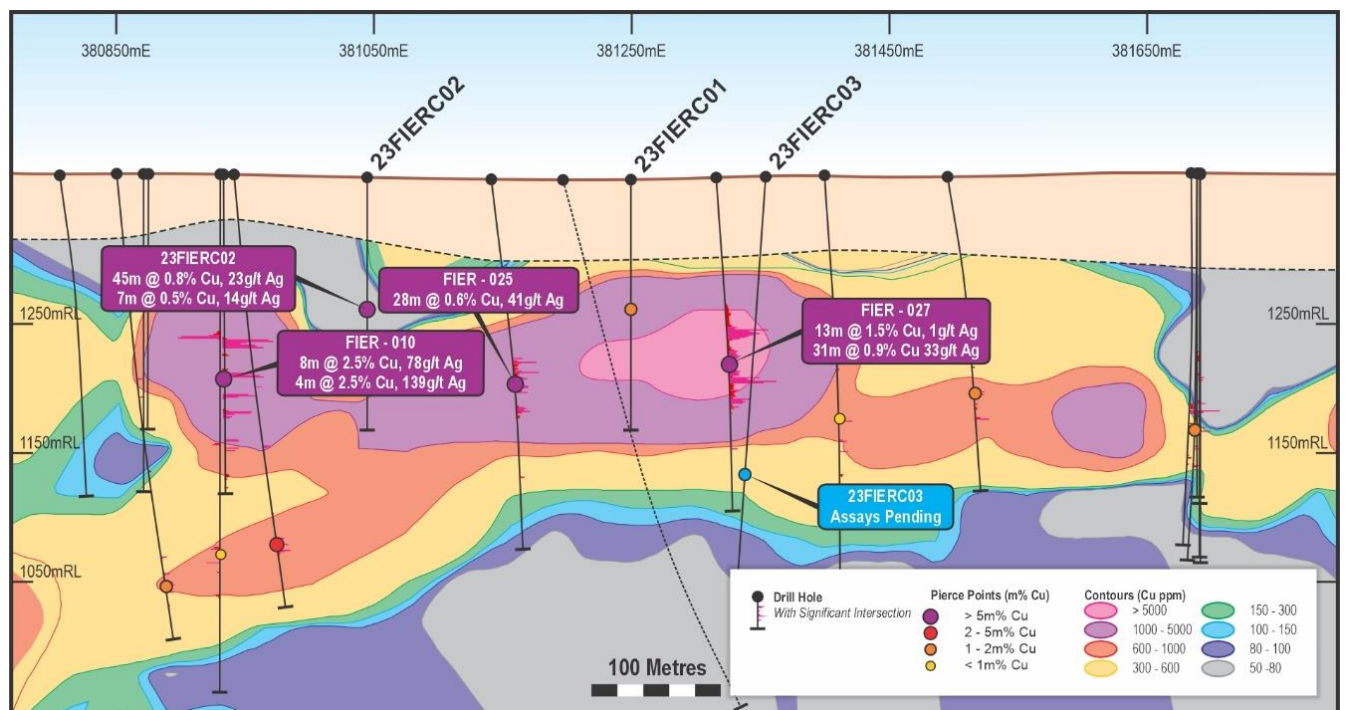 380850mE
381050mE
381250mE
381450mE
381650mE
23FIERC02
23FIERC01
23FIERC03
23FIERC02
45m @ 0.8% Cu, 23g/t Ag
7m @ 0.5% Cu, 14g/t Ag
FIER - 025
28m @ 0.6% Cu, 41g/t Ag
FIER - 027
13m @ 1.5% Cu, 1g/t Ag
31m @ 0.9% Cu 33g/t Ag
FIER - 010
8m @ 2.5% Cu, 78g/t Ag
4m @ 2.5% Cu, 139g/t Ag
1250mRL
1250mRL
1150mRL
1150mRL
23FIERC03
Assays Pending
1050mRL
100 Metres
Drill Hole
With Significant Intersection
Pierce Points (m% Cu)
> 5m% Cu
2 - 5m% Cu
1 - 2m% Cu
< 1m% Cu
Contours (Cu ppm)
> 5000
1000 - 5000
600 - 1000
300 - 600
150 - 300
100 - 150
80 - 100
50 -80